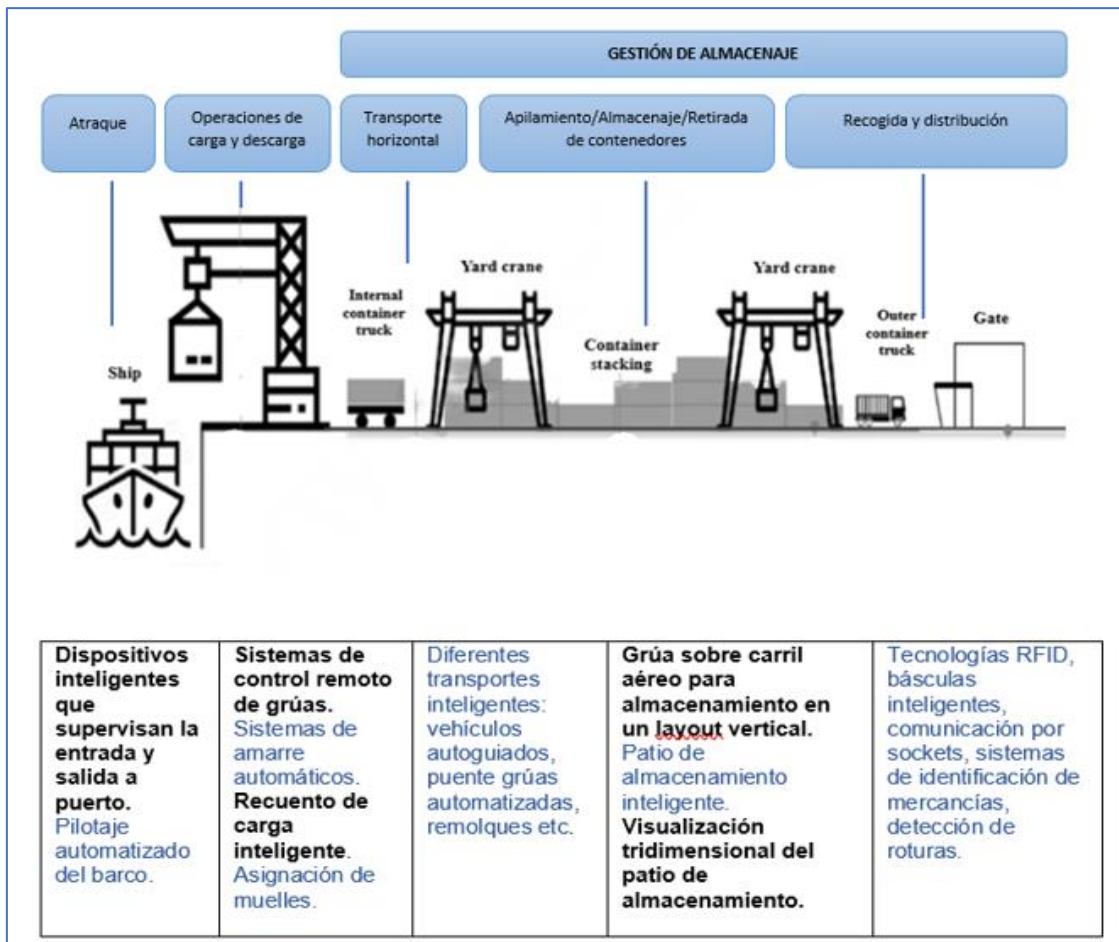 GESTIÓN DE ALMACENAJE
Atraque
Operaciones de
carga y descarga
Transporte
horizontal
Apilamiento/Almacenaje/Retirada
de contenedores
Recogida y distribución
Ship
Internal
container
truck
Yard crane
Container
stacking
Yard crane
Outer
container
truck
Gate
Dispositivos
inteligentes
que
supervisan la
entrada y
salida a
puerto.
Pilotaje
automatizado
del barco.
Sistemas de
control remoto
de grúas.
Sistemas de
amarre
automáticos.
Recuento de
carga
inteligente.
Asignación de
muelles.
Diferentes
transportes
inteligentes:
vehículos
autoguiados,
puente grúas
automatizadas,
remolques etc.
Grúa sobre carril
aéreo para
almacenamiento en
un layout vertical.
Patio de
almacenamiento
inteligente.
Visualización
tridimensional del
patio de
almacenamiento.
Tecnologías RFID,
básculas
inteligentes,
comunicación por
sockets, sistemas
de identificación de
mercancías,
detección de
roturas.